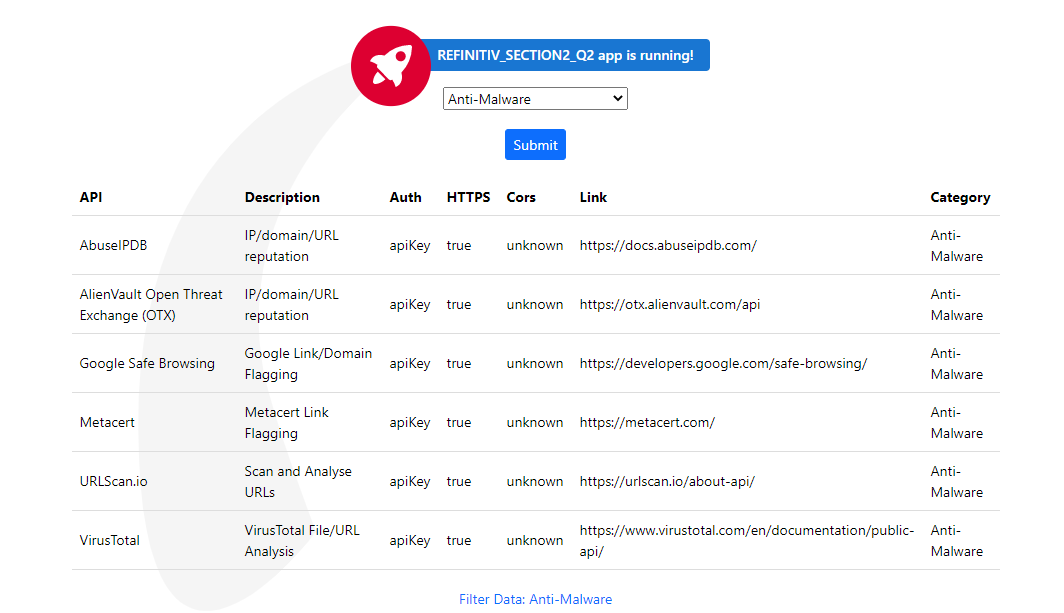 REFINITIV_SECTION2_Q2 app is running!
Anti-Malware
Submit
API Description Auth HTTPS Cors Link Category
AbuseIPDB IP/domain/URL reputation apiKey true unknown https://docs.abuseipdb.com/ Anti-Malware
AlienVault Open Threat Exchange (OTX) IP/domain/URL reputation apiKey true unknown https://otx.alienvault.com/api Anti-Malware
Google Safe Browsing Google Link/Domain Flagging apiKey true unknown https://developers.google.com/safe-browsing/ Anti-Malware
Metacert Metacert Link Flagging apiKey true unknown https://metacert.com/ Anti-Malware
URLScan.io Scan and Analyse URLs apiKey true unknown https://urlscan.io/about-api/ Anti-Malware
VirusTotal VirusTotal File/URL Analysis apiKey true unknown https://www.virustotal.com/en/documentation/public-api/ Anti-Malware
Filter Data: Anti-Malware